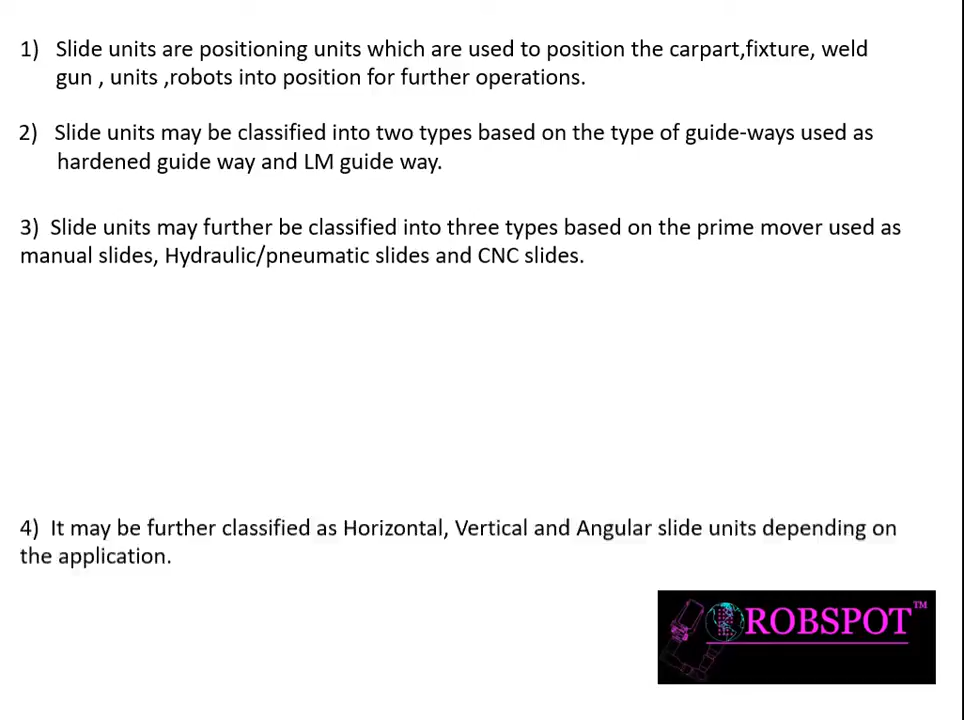 1) Slide units are positioning units which are used to position the carpart,fixture, weld
gun , units ,robots into position for further operations.
2) Slide units may be classified into two types based on the type of guide-ways used as
hardened guide way and LM guide way.
3) Slide units may further be classified into three types based on the prime mover used as
manual slides, Hydraulic/pneumatic slides and CNC slides.
4) It may be further classified as Horizontal, Vertical and Angular slide units depending on
the application.
ROBSPOT™